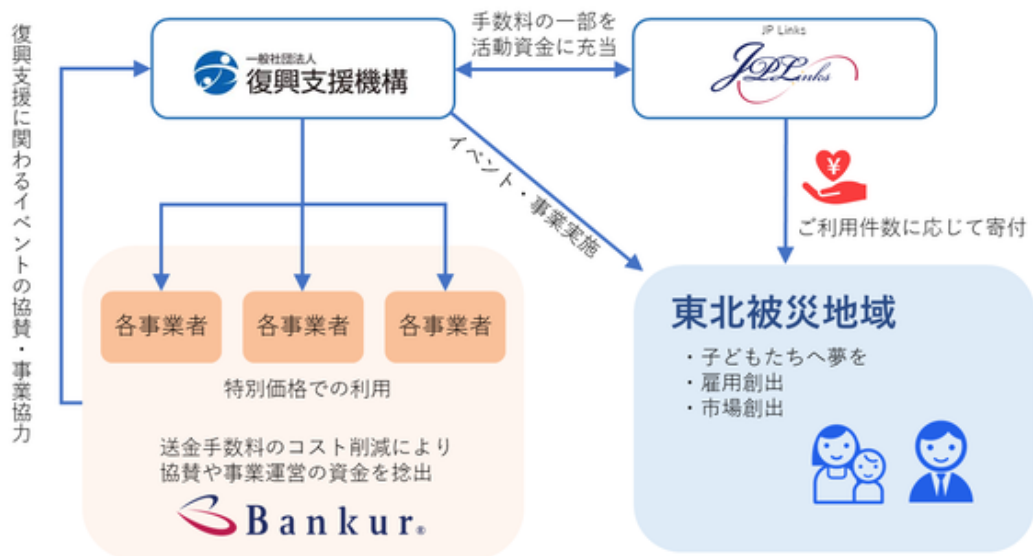 復興支援に関わるイベントの協賛・事業協力
一般社団法人
復興支援機構
手数料の一部を
活動資金に充当
JP Links
JPLinks
イベント・事業実施
¥
ご利用件数に応じて寄付
各事業者
各事業者
各事業者
特別価格での利用
送金手数料のコスト削減により
協賛や事業運営の資金を捻出
Bankur®
東北被災地域
・子どもたちへ夢を
・雇用創出
・市場創出